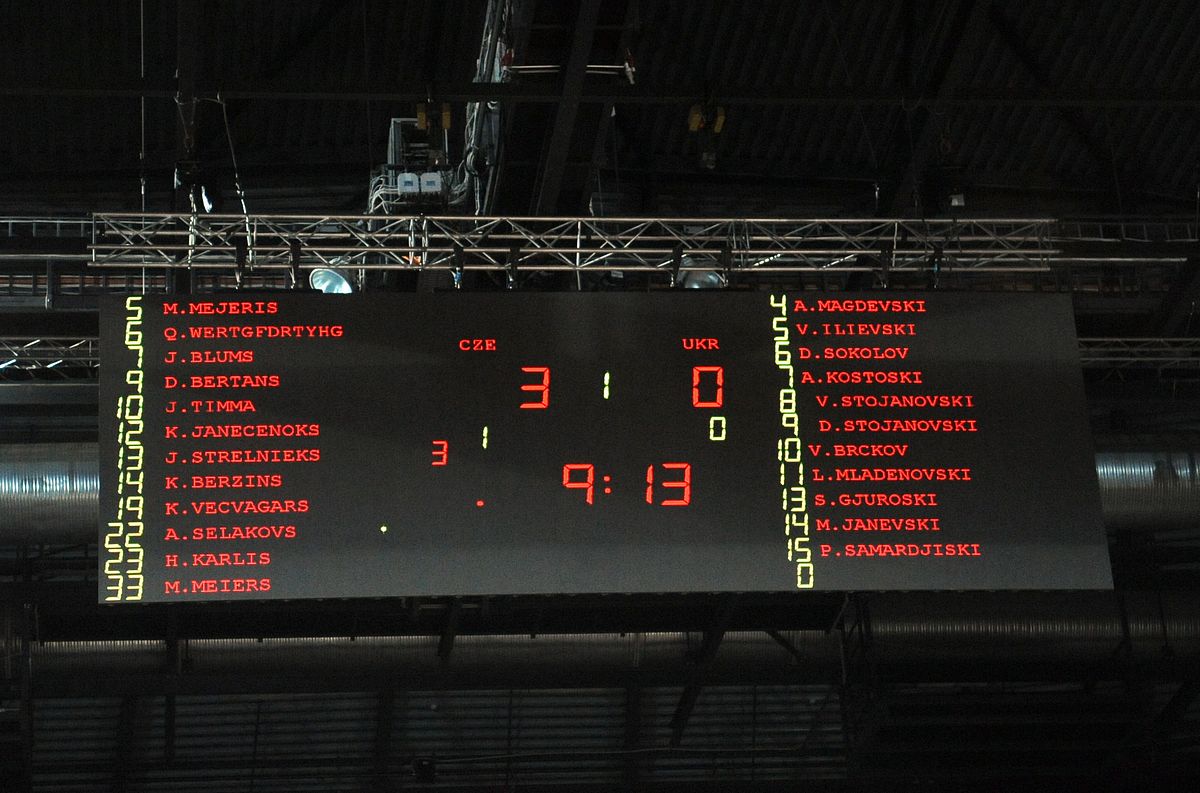 5 M.MEJERIS
6 Q.WERTGFDRTYHG
7 J.BLUMS
9 D.BERTANS
10 J.TIMMA
12 K.JANECENOKS
13 J.STRELNIEKS
14 K.BERZINS
19 K.VECVAGARS
22 A.SELAKOVS
23 H.KARLIS
33 M.MEIERS
CZE UKR
3 1 0
1 0
3
9:13
4 A.MAGDEVSKI
5 V.ILIEVSKI
6 D.SOKOLOV
7 A.KOSTOSKI
8 V.STOJANOVSKI
9 D.STOJANOVSKI
10 V.BRCKOV
11 L.MLADENOVSKI
13 S.GJUROSKI
14 M.JANEVSKI
15 P.SAMARDJISKI
0